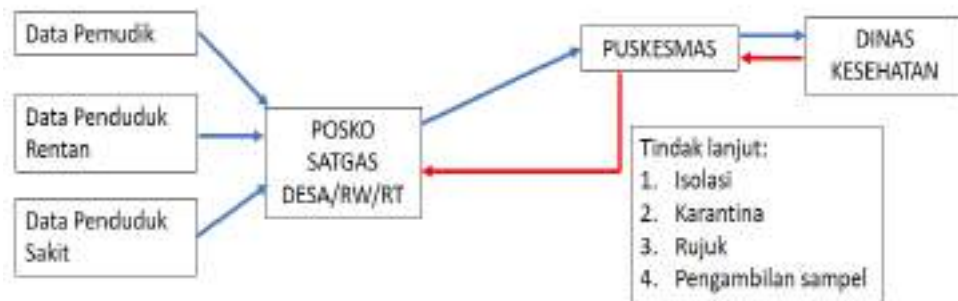 Data Pemudik
Data Penduduk
Rentan
Data Penduduk
Sakit
POSKO
SATGAS
DESA/RW/RT
PUSKESMAS
DINAS
KESEHATAN
Tindak lanjut:
1. Isolasi
2. Karantina
3. Rujuk
4. Pengambilan sampel